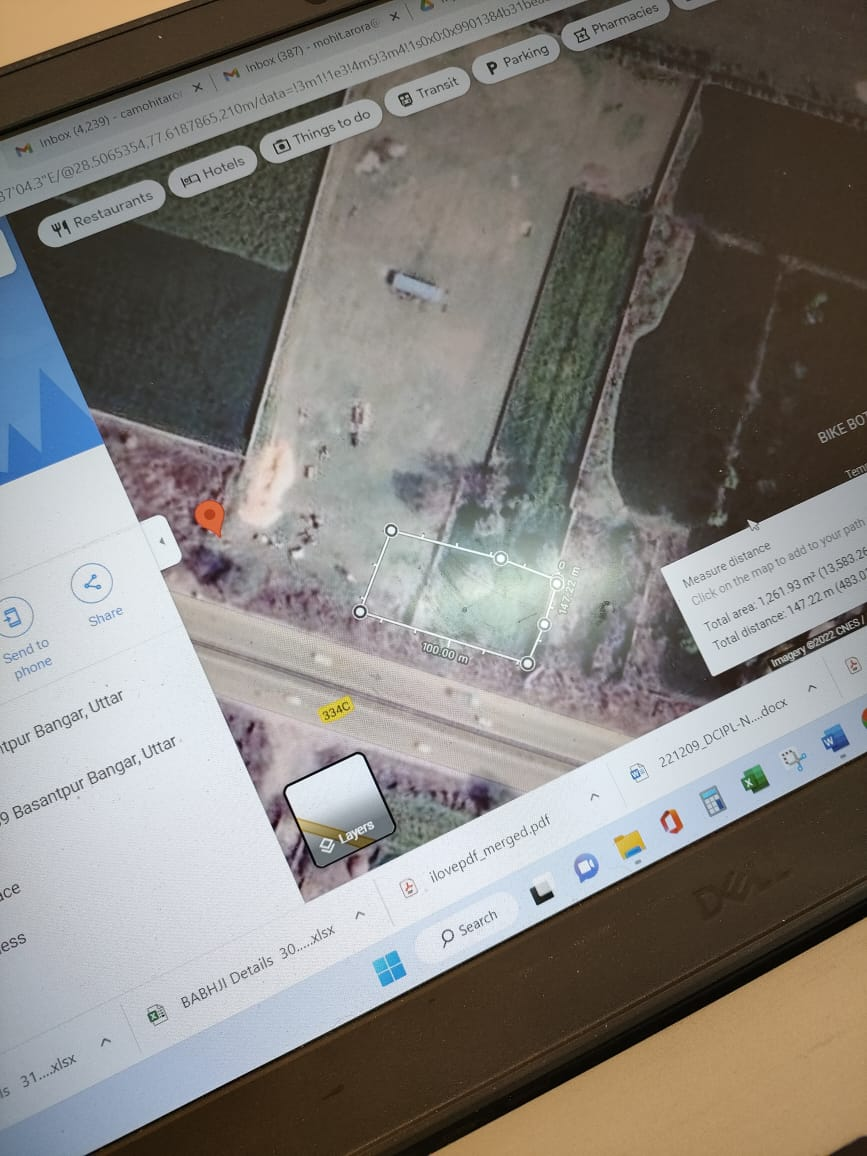 Inbox (4,239) - camohitaror
Inbox (387) - mohit.arora@
37'04.3"E/@28.5065354,77.6187865,210m/data=!3m1!1e3!4m5!3m4!1s0x0:0x9901384b31be
Restaurants
Hotels
Things to do
Transit
Parking
Pharmacies
BIKE BO
Tem
Measure distance
Click on the map to add to your path
Total area: 1,261.93 m² (13,583.26
Total distance: 147.22 m (483.0
147.22 m
100.00 m
334C
Layers
Imagery ©2022 CNES /
Send to
phone
Share
tpur Bangar, Uttar
9 Basantpur Bangar, Uttar
ace
ess
31....xlsx
BABHJI Details 30.....xlsx
ilovepdf_merged.pdf
221209_DCIPL-N....docx
Search
DELL